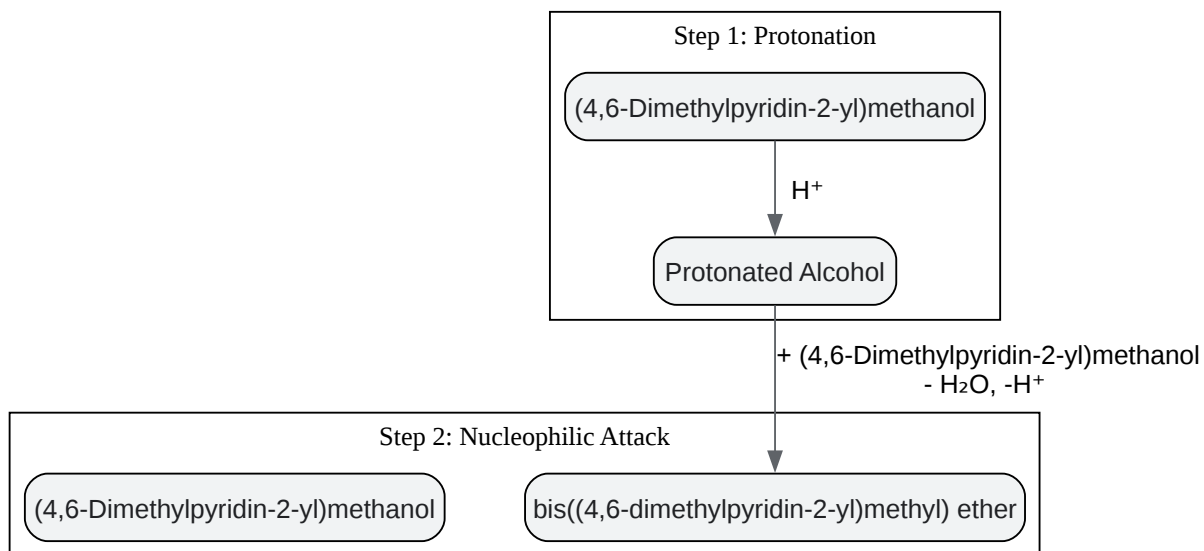 Step 1: Protonation
(4,6-Dimethylpyridin-2-yl)methanol
H⁺
Protonated Alcohol
+ (4,6-Dimethylpyridin-2-yl)methanol
- H₂O, -H⁺
Step 2: Nucleophilic Attack
(4,6-Dimethylpyridin-2-yl)methanol
bis((4,6-dimethylpyridin-2-yl)methyl) ether